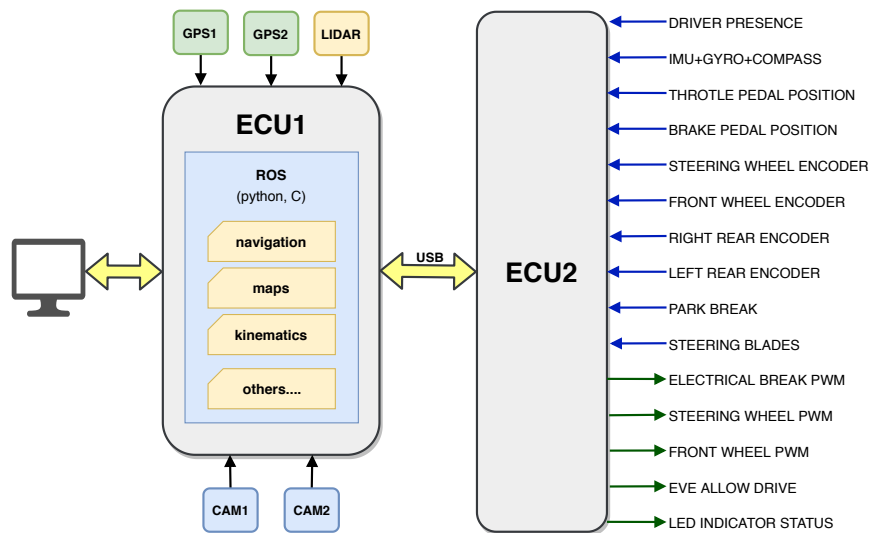 GPS1
GPS2
LIDAR
ECU1
ROS
(python, C)
navigation
maps
kinematics
others....
CAM1
CAM2
USB
ECU2
DRIVER PRESENCE
IMU+GYRO+COMPASS
THROTLE PEDAL POSITION
BRAKE PEDAL POSITION
STEERING WHEEL ENCODER
FRONT WHEEL ENCODER
RIGHT REAR ENCODER
LEFT REAR ENCODER
PARK BREAK
STEERING BLADES
ELECTRICAL BREAK PWM
STEERING WHEEL PWM
FRONT WHEEL PWM
EVE ALLOW DRIVE
LED INDICATOR STATUS